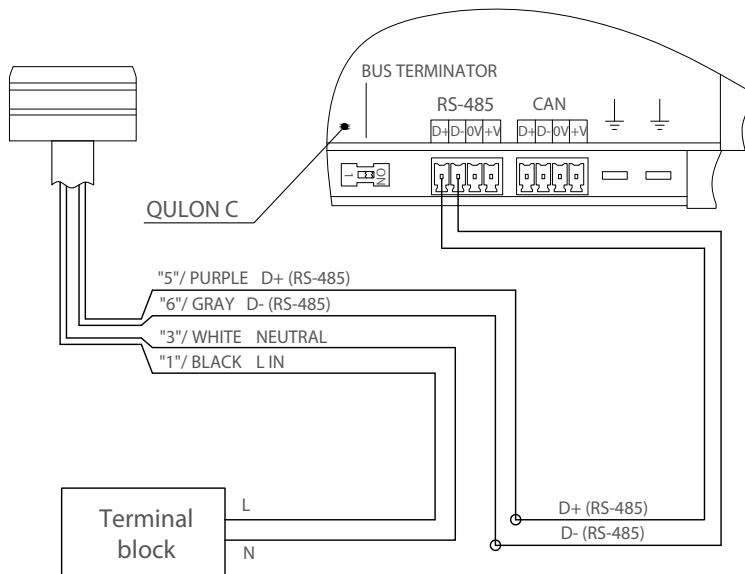 BUS TERMINATOR
RS-485 CAN
D+ D- 0V +V D+ D- 0V +V
1 ON
QULON C
"5"/ PURPLE D+ (RS-485)
"6"/ GRAY D- (RS-485)
"3"/ WHITE NEUTRAL
"1"/ BLACK L IN
L
Terminal
block
N
D+ (RS-485)
D- (RS-485)